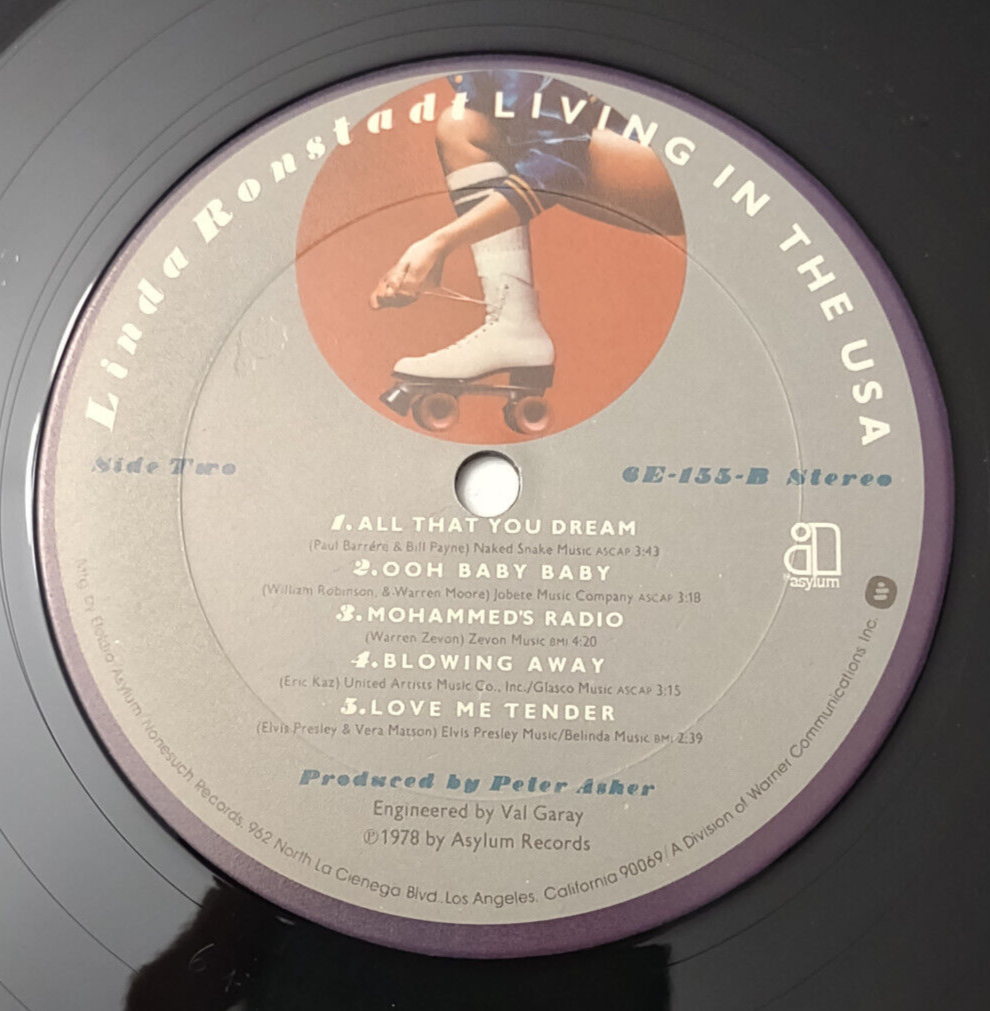 Linda Ronstadt LIVING IN THE USA
Side Two
6E-155-B Stereo
1. ALL THAT YOU DREAM
(Paul Barrére & Bill Payne) Naked Snake Music ASCAP 3:43
2. OOH BABY BABY
(William Robinson, & Warren Moore) Jobete Music Company ASCAP 3:18
3. MOHAMMED'S RADIO
(Warren Zevon) Zevon Music BMI 4:20
4. BLOWING AWAY
(Eric Kaz) United Artists Music Co., Inc./Glasco Music ASCAP 3:15
5. LOVE ME TENDER
(Elvis Presley & Vera Matson) Elvis Presley Music/Belinda Music BMI 2:39
asylum
Produced by Peter Asher
Engineered by Val Garay
℗1978 by Asylum Records
Mfg. By Elektra Asylum Nonesuch Records. 962 North La Cienega Blvd. Los Angeles. California 90069/A Division of Warner Communications Inc.